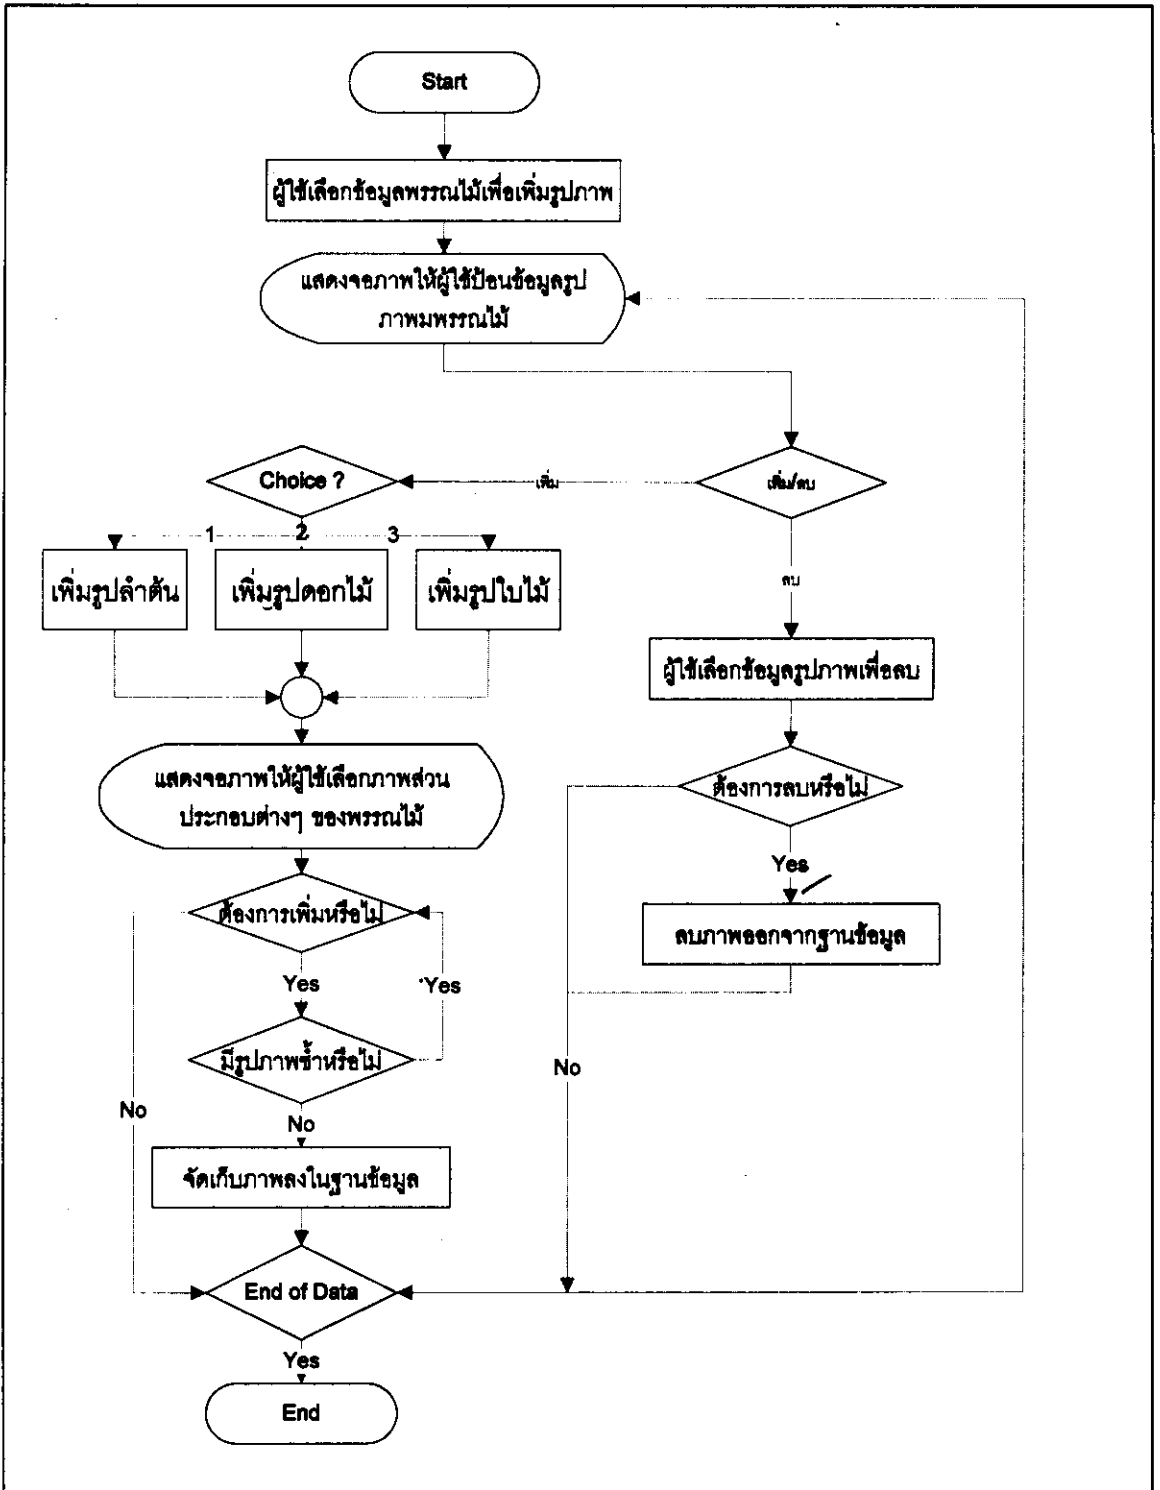 Start
ผู้ใช้เลือกข้อมูลพรรณไม้เพื่อเพิ่มรูปภาพ
แสดงจอภาพให้ผู้ใช้ป้อนข้อมูลรูป
ภาพมพรรณไม้
Choice ?
เพิ่ม
เพิ่ม/ลบ
1
2
3
เพิ่มรูปลำต้น
เพิ่มรูปดอกไม้
เพิ่มรูปใบไม้
ลบ
ผู้ใช้เลือกข้อมูลรูปภาพเพื่อลบ
แสดงจอภาพให้ผู้ใช้เลือกภาพส่วน
ประกอบต่างๆ ของพรรณไม้
ต้องการลบหรือไม่
Yes
ต้องการเพิ่มหรือไม่
ลบภาพออกจากฐานข้อมูล
Yes
Yes
มีรูปภาพซ้ำหรือไม่
No
No
No
จัดเก็บภาพลงในฐานข้อมูล
End of Data
Yes
End